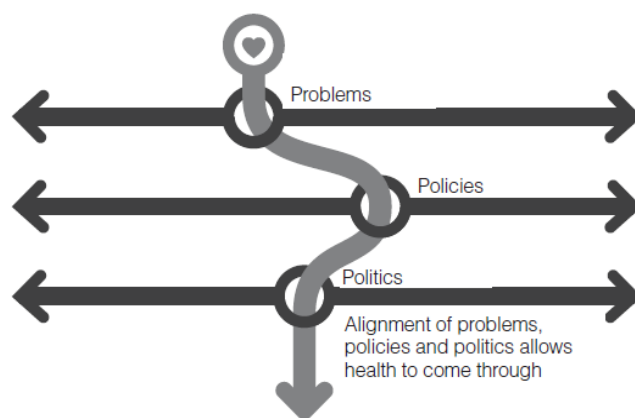 Problems
Policies
Politics
Alignment of problems,
policies and politics allows
health to come through